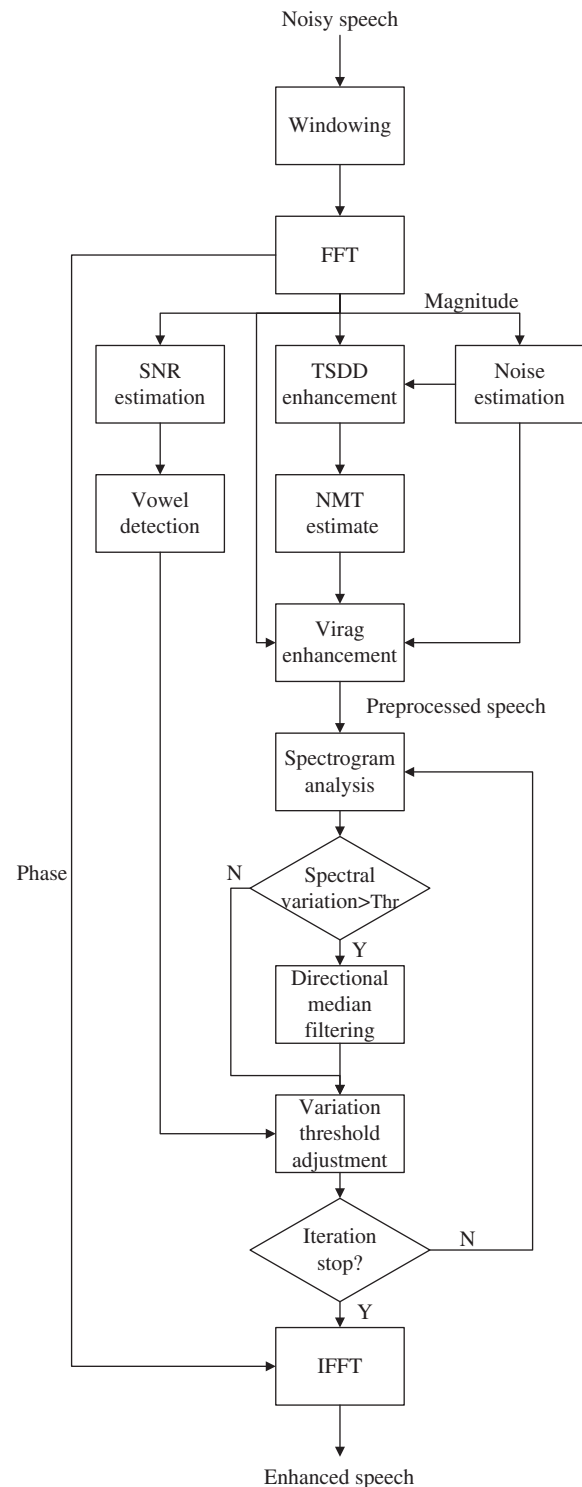 Noisy speech
Windowing
FFT
Magnitude
SNR
estimation
TSDD
enhancement
Noise
estimation
Vowel
detection
NMT
estimate
Virag
enhancement
Preprocessed speech
Spectrogram
analysis
Phase
N
Spectral
variation>Thr
Y
Directional
median
filtering
Variation
threshold
adjustment
Iteration
stop?
N
Y
IFFT
Enhanced speech